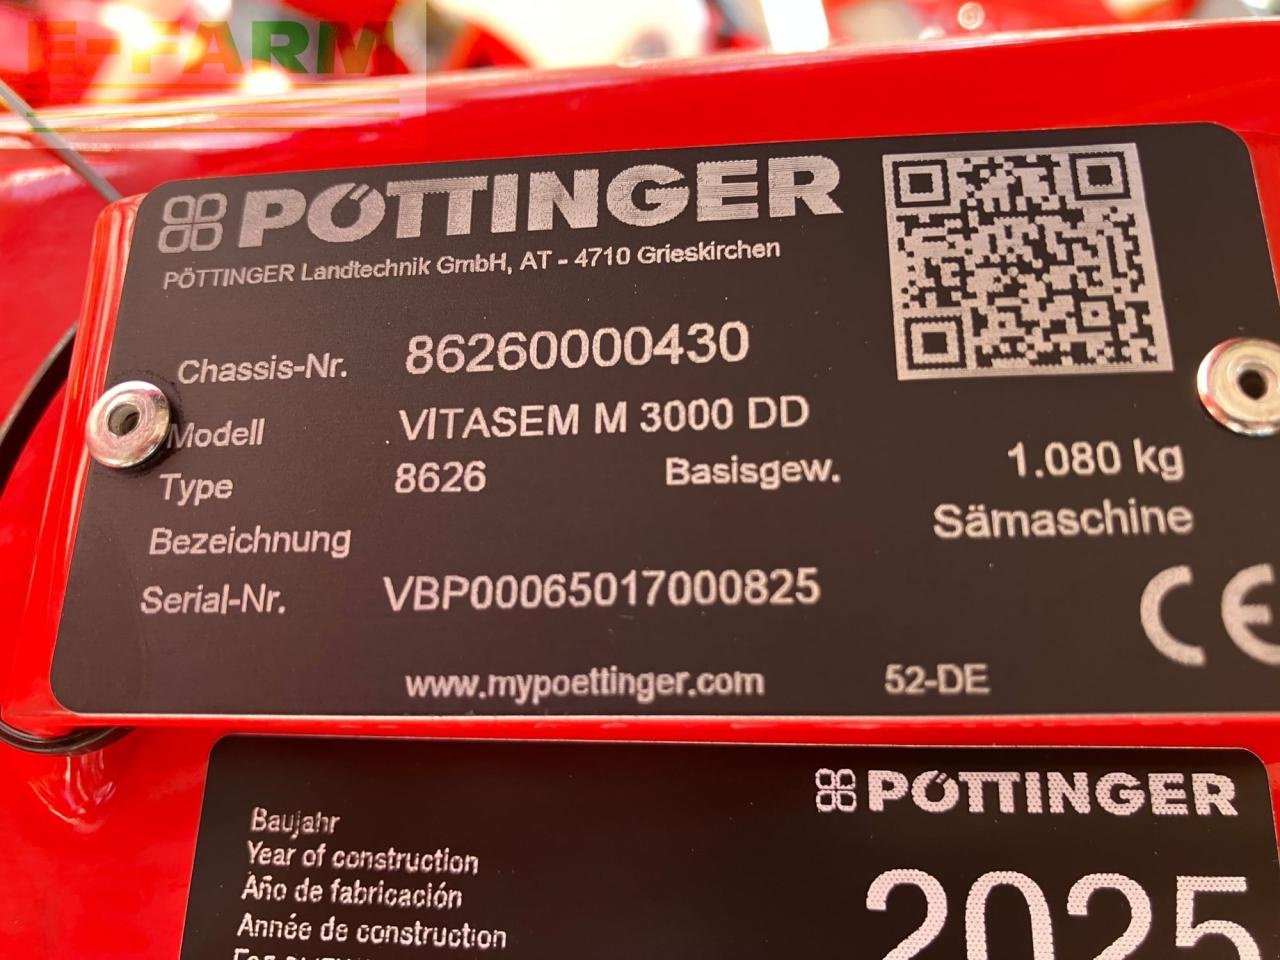 E-FARM
PÖTTINGER
PÖTTINGER Landtechnik GmbH, AT - 4710 Grieskirchen
Chassis-Nr. 86260000430
Modell VITASEM M 3000 DD
Type 8626 Basisgew. 1.080 kg
Bezeichnung Sämaschine
Serial-Nr. VBP00065017000825
CE
www.mypoettinger.com 52-DE
PÖTTINGER
Baujahr
Year of construction
Año de fabricación
Année de construction
2025